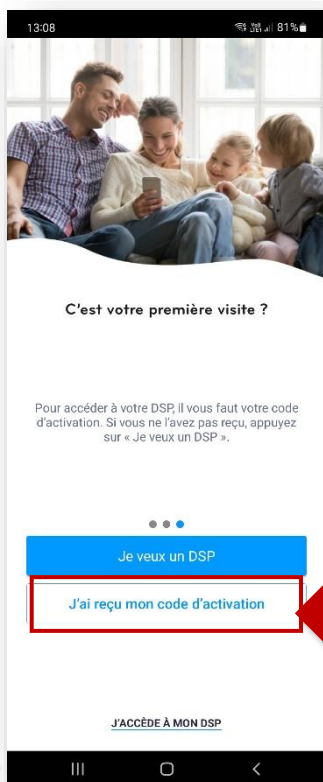 13:08
81%
C'est votre première visite ?
Pour accéder à votre DSP, il vous faut votre code
d'activation. Si vous ne l'avez pas reçu, appuyez
sur « Je veux un DSP ».
Je veux un DSP
J'ai reçu mon code d'activation
J'ACCÈDE À MON DSP